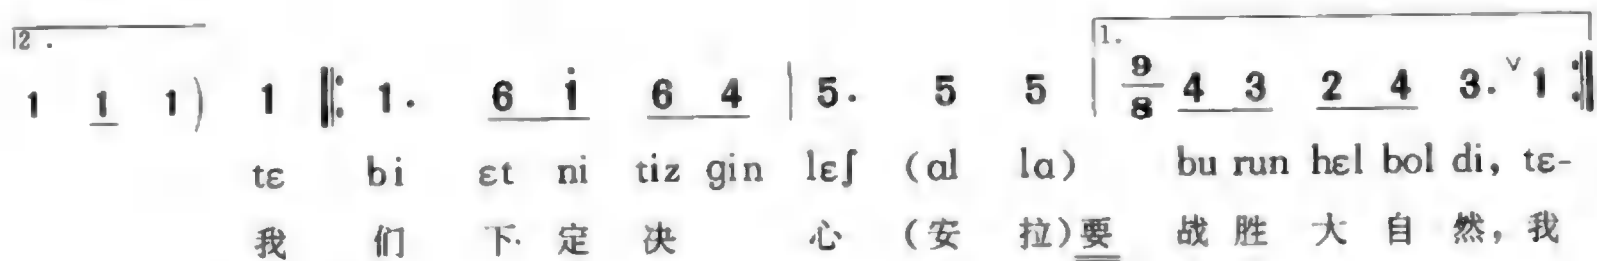 2. 1.
1 1 1) 1 𝄆 1. 6 i̇ 6 4 | 5. 5 5 | 9/8 4 3 2 4 3. ∨ 1 𝄇
tɛ bi ɛt ni tiz gin lɛʃ (ɑl lɑ) bu run hɛl bol di, tɛ-
我 们 下 定 决 心 (安 拉)要 战 胜 大 自 然, 我